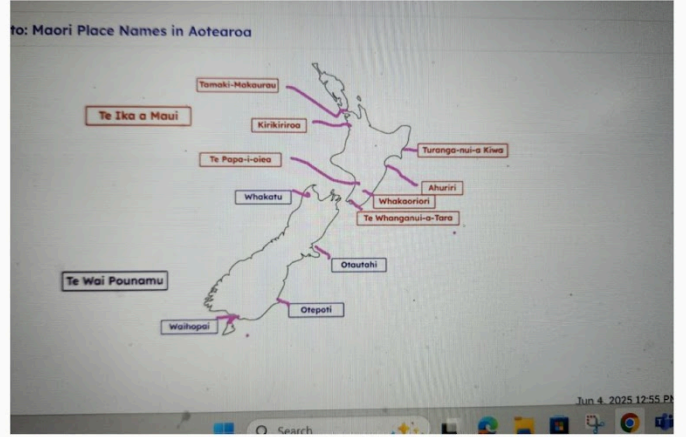 to: Maori Place Names in Aotearoa
Tamaki-Makaurau
Te Ika a Maui
Kirikiriroa
Turanga-nui-a Kiwa
Te Papa-i-oiea
Ahuriri
Whakatu
Whakaoriori
Te Whanganui-a-Tara
Otautahi
Te Wai Pounamu
Otepoti
Waihopai
Jun 4, 2025 12:55 PM
Search